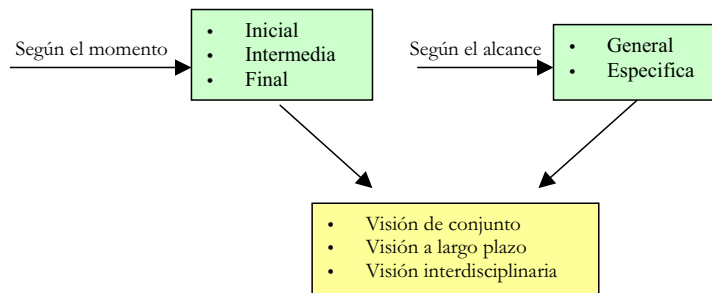 Según el momento
• Inicial
• Intermedia
• Final
Según el alcance
• General
• Especifica
• Visión de conjunto
• Visión a largo plazo
• Visión interdisciplinaria